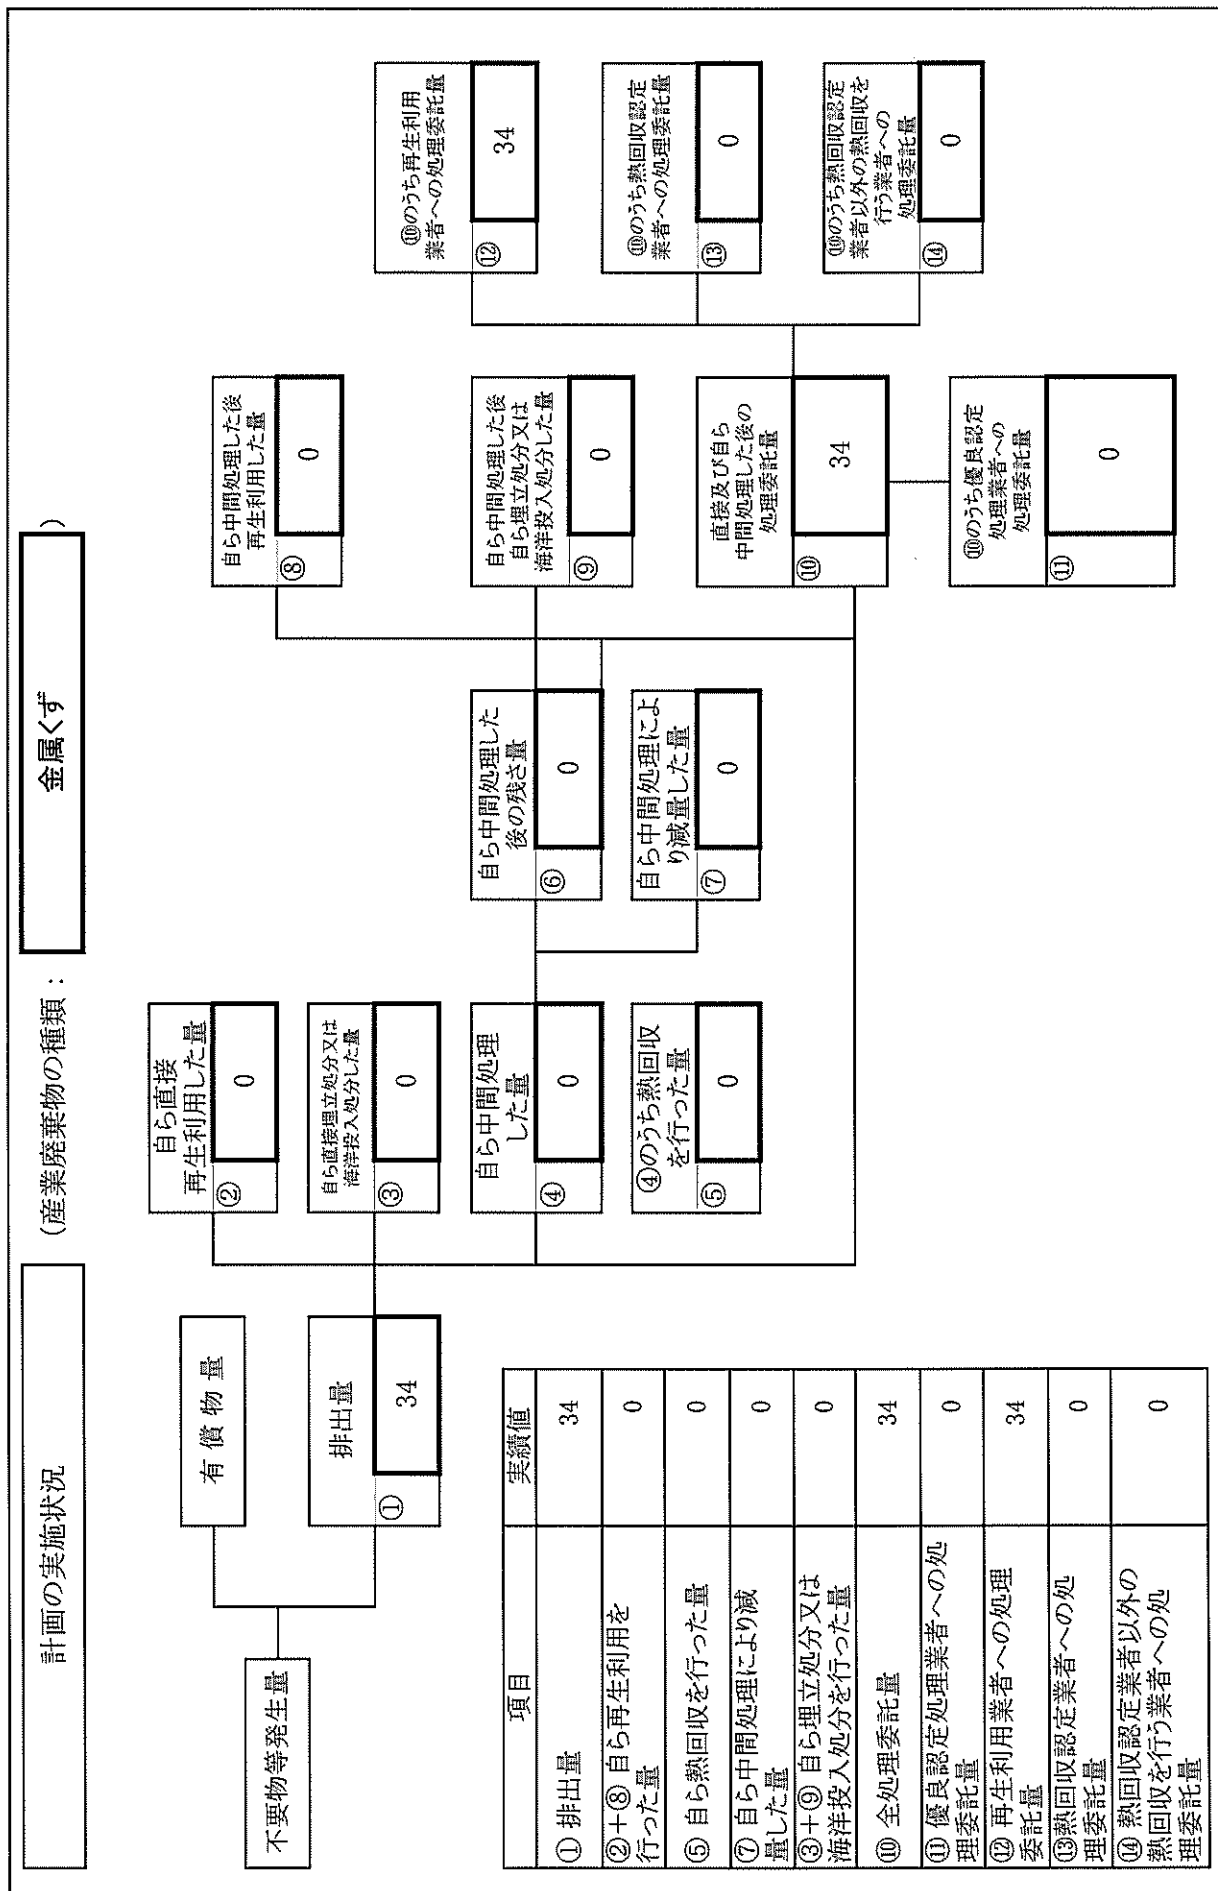 計画の実施状況
(産業廃棄物の種類：
金属くず
)
不要物等発生量
有 償 物 量
排出量
① 34
自ら直接
再生利用した量
② 0
自ら直接埋立処分又は
海洋投入処分した量
③ 0
自ら中間処理
した量
④ 0
④のうち熱回収
を行った量
⑤ 0
自ら中間処理した
後の残さ量
⑥ 0
自ら中間処理によ
り減量した量
⑦ 0
自ら中間処理した後
再生利用した量
⑧ 0
自ら中間処理した後
自ら埋立処分又は
海洋投入処分した量
⑨ 0
直接及び自ら
中間処理した後の
処理委託量
⑩ 34
⑩のうち優良認定
処理業者への
処理委託量
⑪ 0
⑩のうち再生利用
業者への処理委託量
⑫ 34
⑩のうち熱回収認定
業者への処理委託量
⑬ 0
⑩のうち熱回収認定
業者以外の熱回収を
行う業者への
処理委託量
⑭ 0
項目 実績値
① 排出量 34
②＋⑧ 自ら再生利用を
行った量 0
⑤ 自ら熱回収を行った量 0
⑦ 自ら中間処理により減
量した量 0
③＋⑨ 自ら埋立処分又は
海洋投入処分を行った量 0
⑩ 全処理委託量 34
⑪ 優良認定処理業者への処
理委託量 0
⑫ 再生利用業者への処理
委託量 34
⑬熱回収認定業者への処
理委託量 0
⑭ 熱回収認定業者以外の
熱回収を行う業者への処
理委託量 0